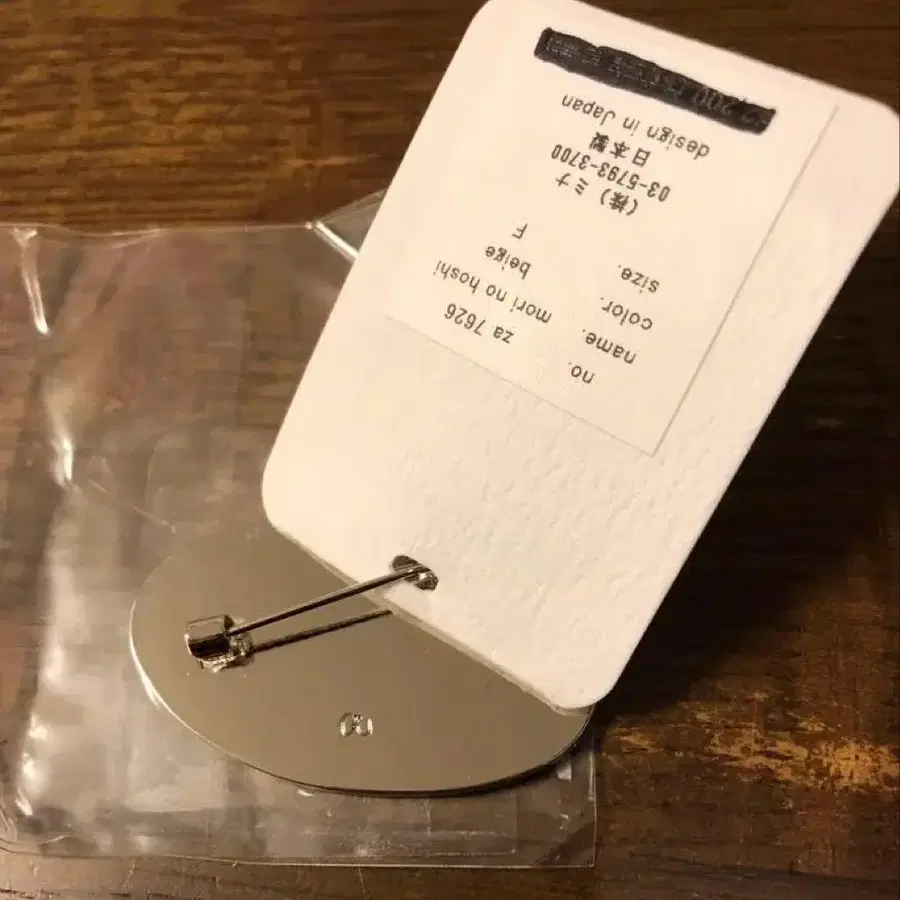 no. za 7626
name. mori no hoshi
color. beige
size. F
(株) ミナ
03-5793-3700
日本製
design in Japan